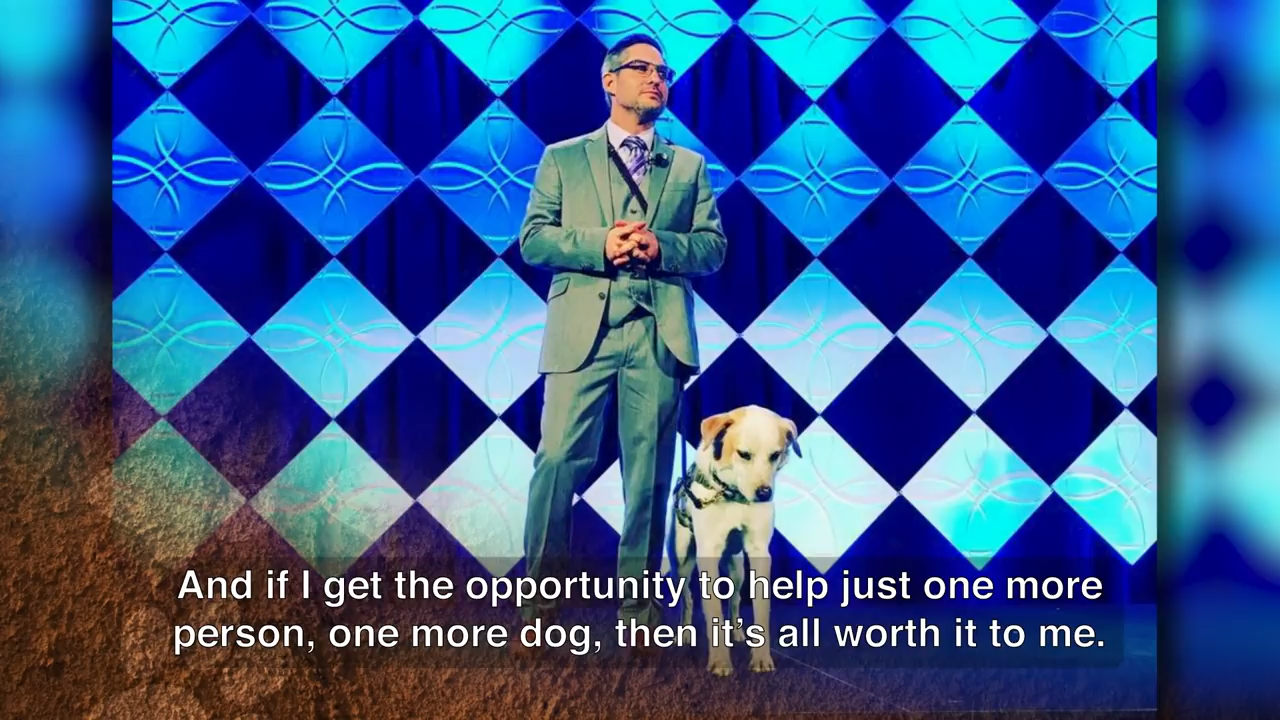 And if I get the opportunity to help just one more
person, one more dog, then it’s all worth it to me.